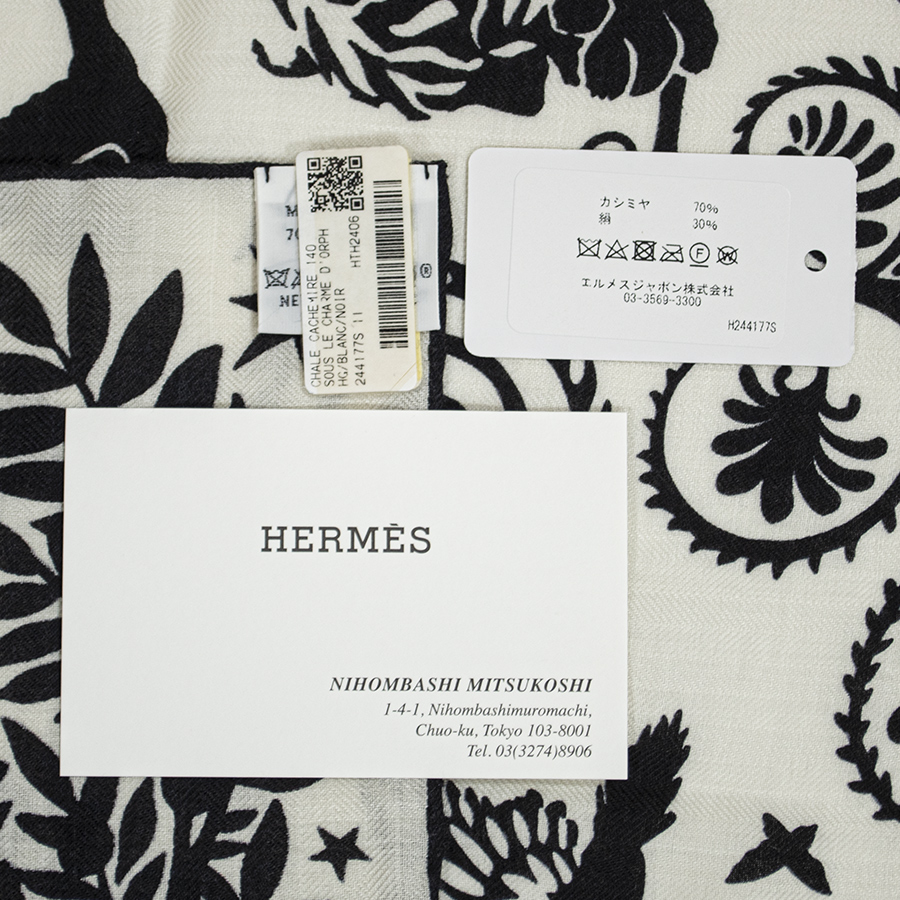 CHALE CACHEMIRE 140
SOUS LE CHARME D'ORPH
HG/BLANC/NOIR HTH2406
244177S 11
M
70
NE
®
カシミヤ 70%
絹 30%
F
W
エルメスジャポン株式会社
03-3569-3300
H244177S
HERMÈS
NIHOMBASHI MITSUKOSHI
1-4-1, Nihombashimuromachi,
Chuo-ku, Tokyo 103-8001
Tel. 03(3274)8906